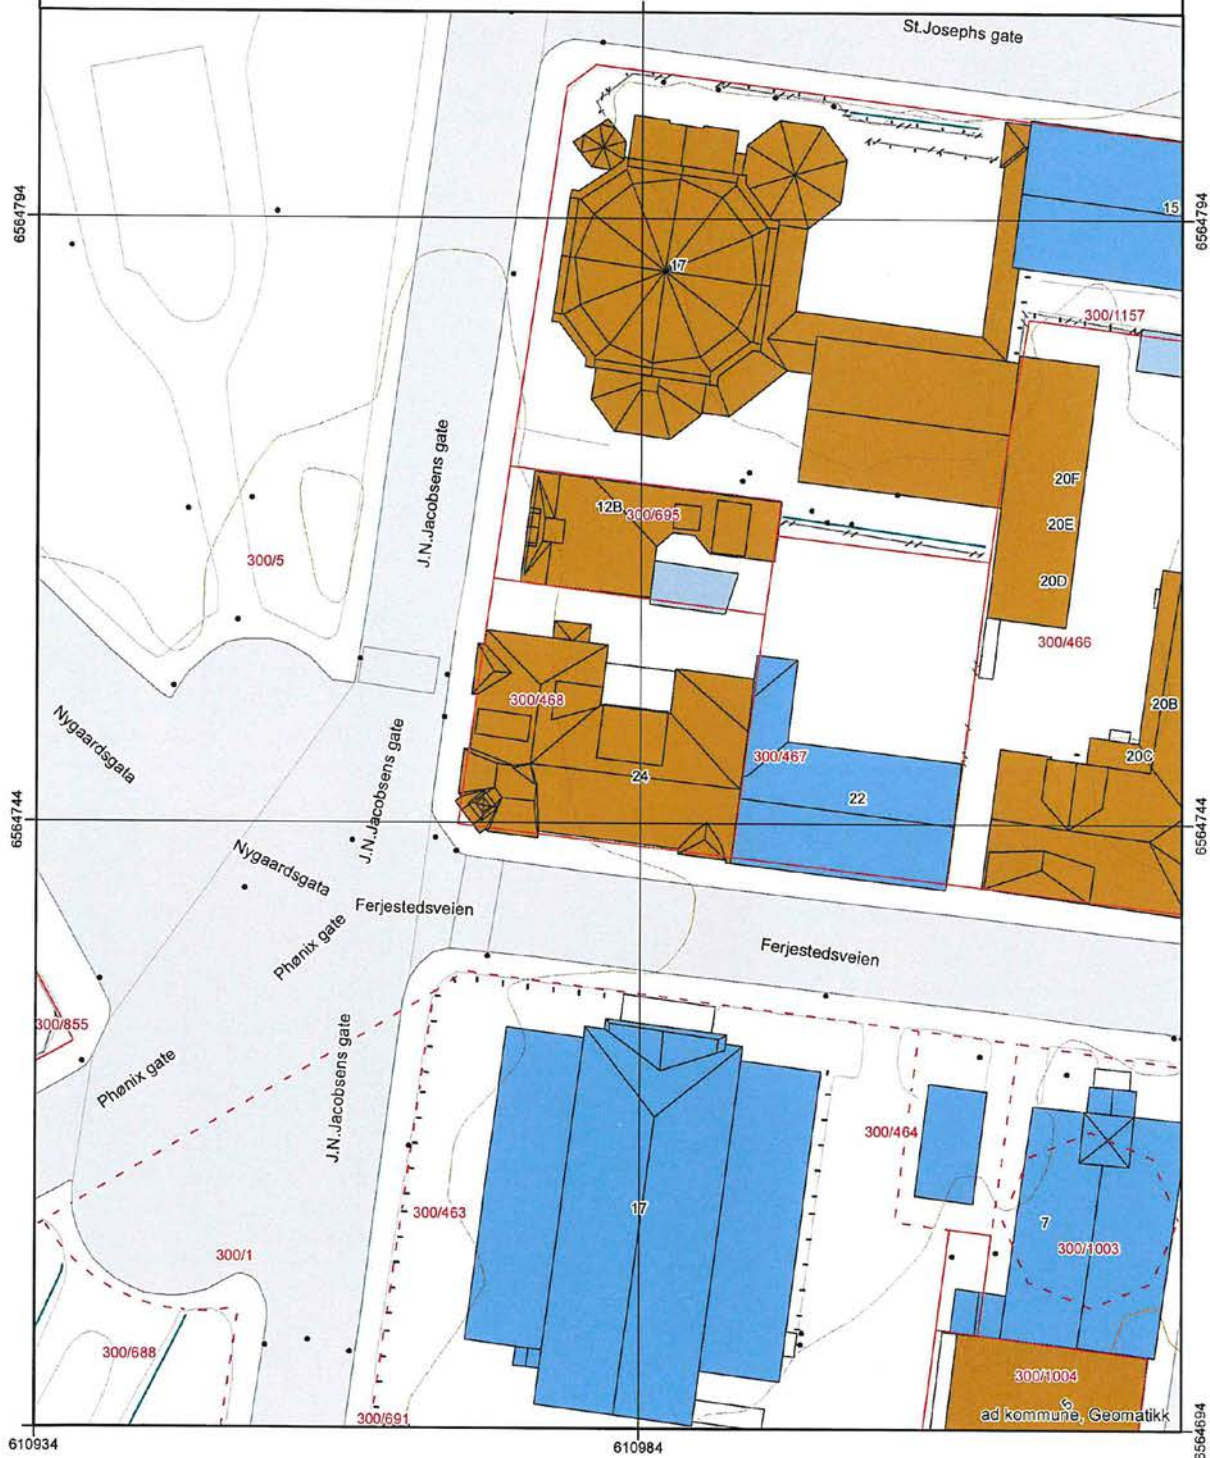 St.Josephs gate
6564794
6564794
15
17
300/1157
J.N.Jacobsens gate
20F
12B
300/695
20E
300/5
20D
300/466
300/468
20B
Nygaardsgata
J.N.Jacobsens gate
300/467
20C
24
22
6564744
6564744
Nygaardsgata
Ferjestedsveien
Phønix gate
Ferjestedsveien
300/855
Phønix gate
J.N.Jacobsens gate
300/464
300/463
17
7
300/1003
300/1
300/688
300/1004
5
300/691
ad kommune, Geomatikk
610934
610984
6564694